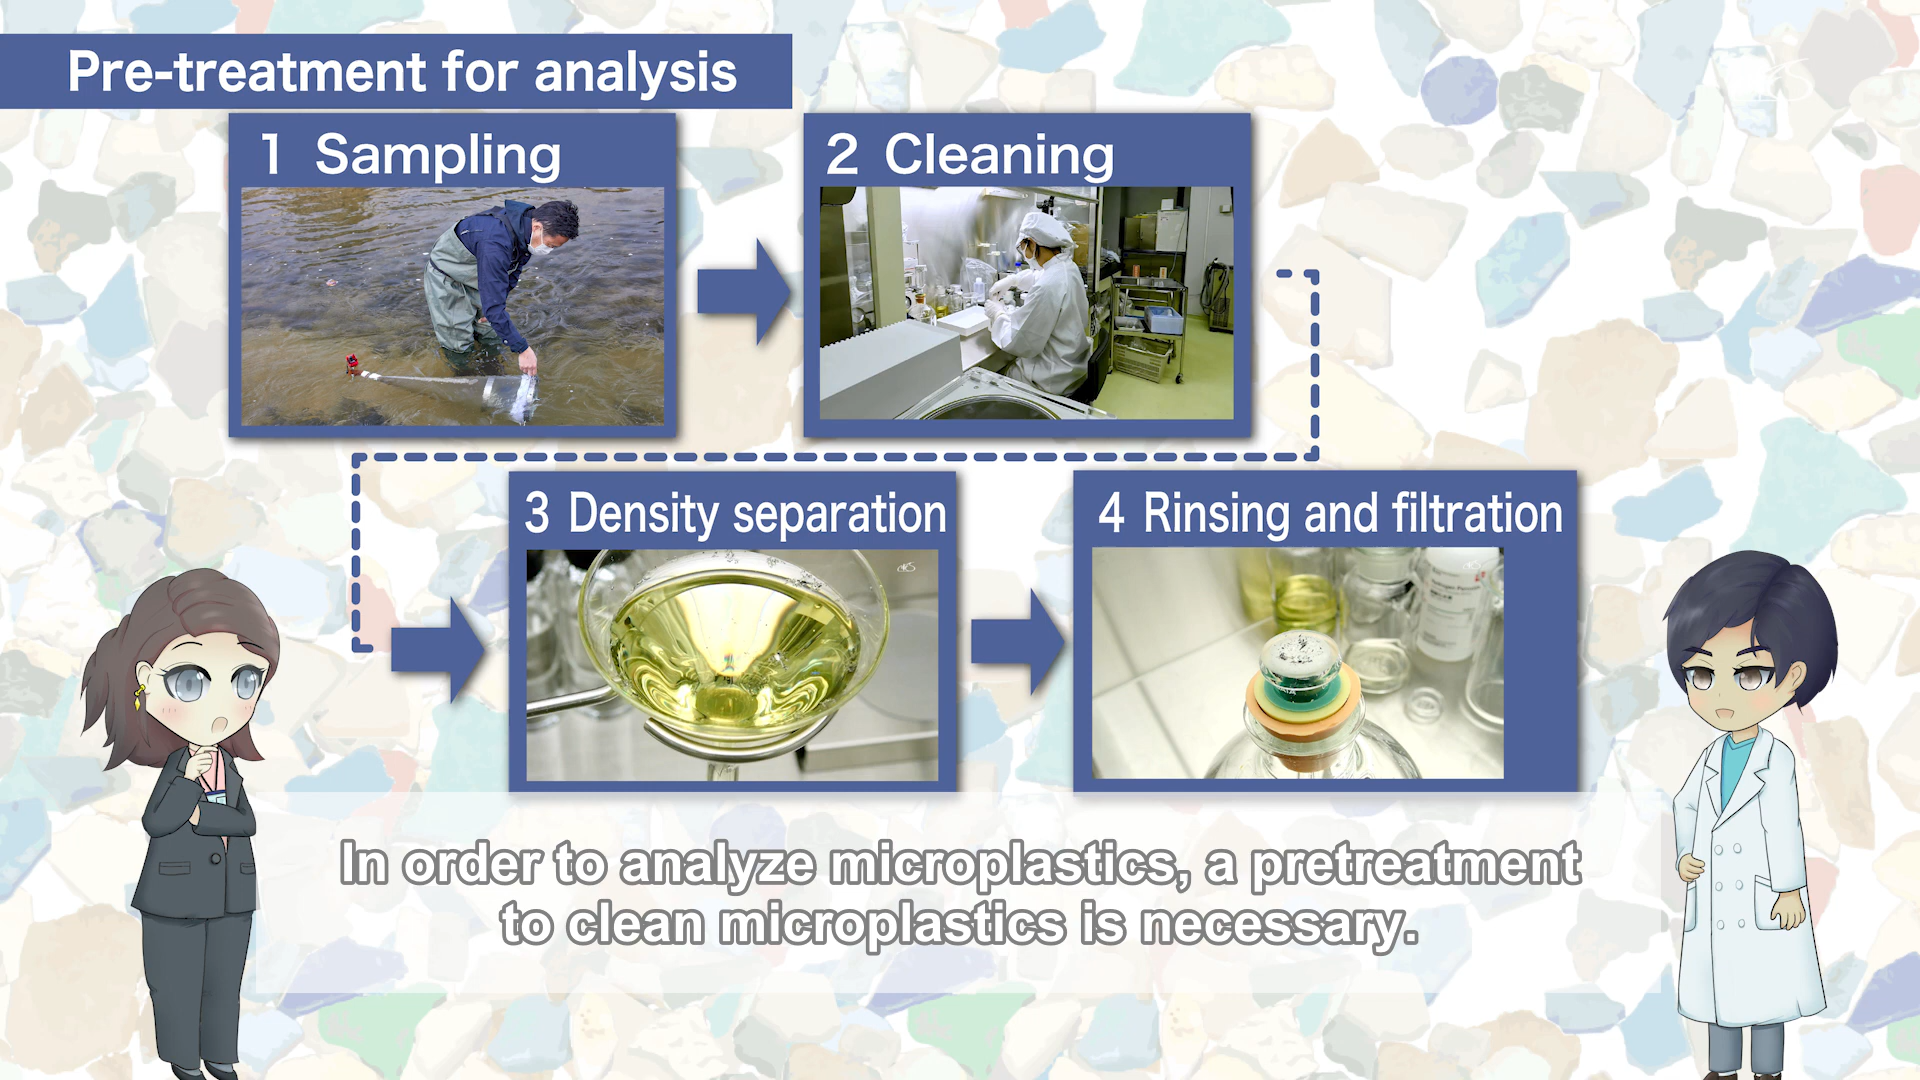 Pre-treatment for analysis
1 Sampling
2 Cleaning
3 Density separation
4 Rinsing and filtration
In order to analyze microplastics, a pretreatment
to clean microplastics is necessary.